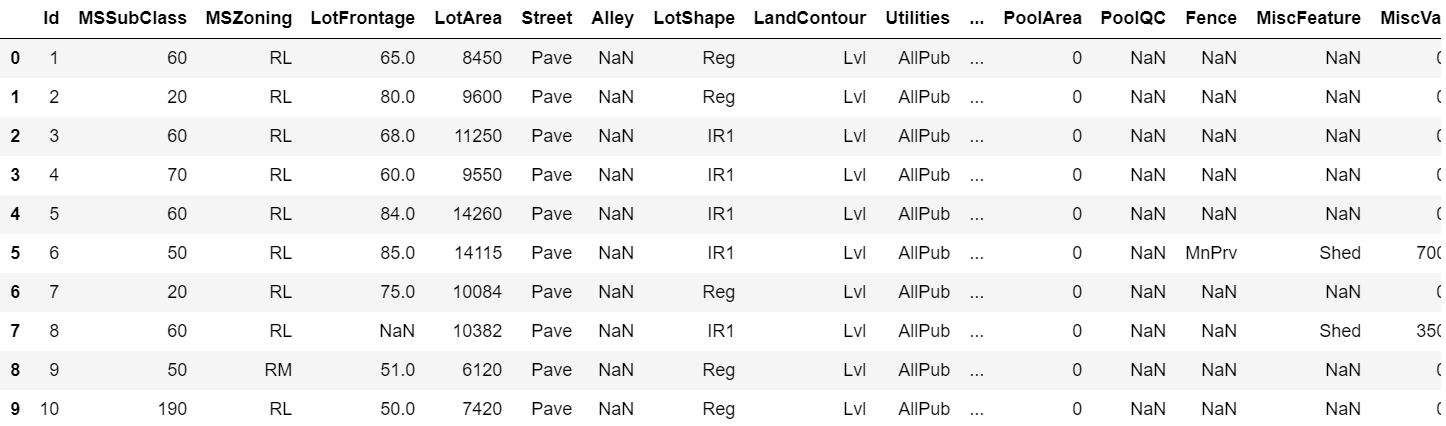 Id MSSubClass MSZoning LotFrontage LotArea Street Alley LotShape LandContour Utilities ... PoolArea PoolQC Fence MiscFeature MiscVa
0 1 60 RL 65.0 8450 Pave NaN Reg Lvl AllPub ... 0 NaN NaN NaN 0
1 2 20 RL 80.0 9600 Pave NaN Reg Lvl AllPub ... 0 NaN NaN NaN 0
2 3 60 RL 68.0 11250 Pave NaN IR1 Lvl AllPub ... 0 NaN NaN NaN 0
3 4 70 RL 60.0 9550 Pave NaN IR1 Lvl AllPub ... 0 NaN NaN NaN 0
4 5 60 RL 84.0 14260 Pave NaN IR1 Lvl AllPub ... 0 NaN NaN NaN 0
5 6 50 RL 85.0 14115 Pave NaN IR1 Lvl AllPub ... 0 NaN MnPrv Shed 700
6 7 20 RL 75.0 10084 Pave NaN Reg Lvl AllPub ... 0 NaN NaN NaN 0
7 8 60 RL NaN 10382 Pave NaN IR1 Lvl AllPub ... 0 NaN NaN Shed 350
8 9 50 RM 51.0 6120 Pave NaN Reg Lvl AllPub ... 0 NaN NaN NaN 0
9 10 190 RL 50.0 7420 Pave NaN Reg Lvl AllPub ... 0 NaN NaN NaN 0